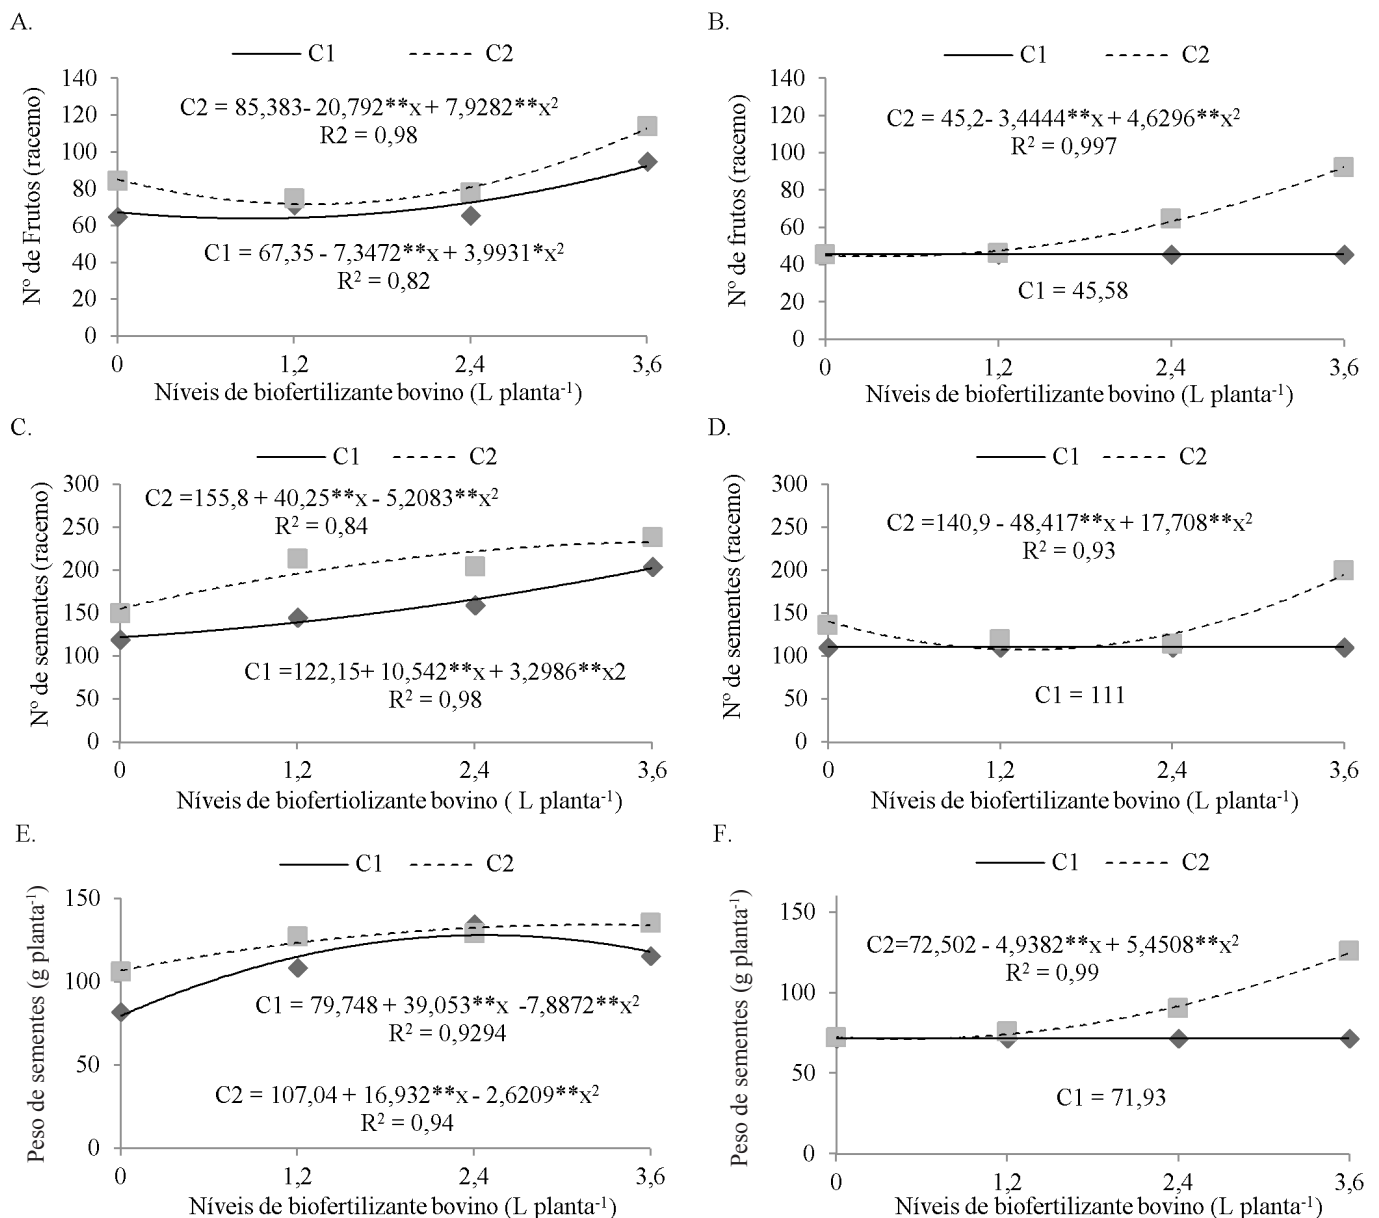 A.
C1 C2
140
120
100
80
60
40
20
0
Nº de Frutos (racemo)
C2 = 85,383- 20,792**x + 7,9282**x²
R2 = 0,98
C1 = 67,35 - 7,3472**x + 3,9931*x²
R² = 0,82
0 1,2 2,4 3,6
Níveis de biofertilizante bovino (L planta⁻¹)
B.
C1 C2
140
120
100
80
60
40
20
0
Nº de frutos (racemo)
C2 = 45,2- 3,4444**x + 4,6296**x²
R² = 0,997
C1 = 45,58
0 1,2 2,4 3,6
Níveis de biofertilizante bovino (L planta⁻¹)
C.
C1 C2
300
250
200
150
100
50
0
Nº de sementes (racemo)
C2 =155,8 + 40,25**x - 5,2083**x²
R² = 0,84
C1 =122,15+ 10,542**x + 3,2986**x2
R² = 0,98
0 1,2 2,4 3,6
Níveis de biofertiolizante bovino ( L planta⁻¹)
D.
C1 C2
300
250
200
150
100
50
0
Nº de sementes (racemo)
C2 =140,9 - 48,417**x + 17,708**x²
R² = 0,93
C1 = 111
0 1,2 2,4 3,6
Níveis de biofertilizante bovino (L planta⁻¹)
E.
C1 C2
150
100
50
0
Peso de sementes (g planta⁻¹)
C1 = 79,748 + 39,053**x -7,8872**x²
R² = 0,9294
C2 = 107,04 + 16,932**x - 2,6209**x²
R² = 0,94
0 1,2 2,4 3,6
Níveis de biofertilizante bovino (L planta⁻¹)
F.
C1 C2
150
100
50
0
Peso de sementes (g planta⁻¹)
C2=72,502 - 4,9382**x + 5,4508**x²
R² = 0,99
C1 = 71,93
0 1,2 2,4 3,6
Níveis de biofertilizante bovino (L planta⁻¹)